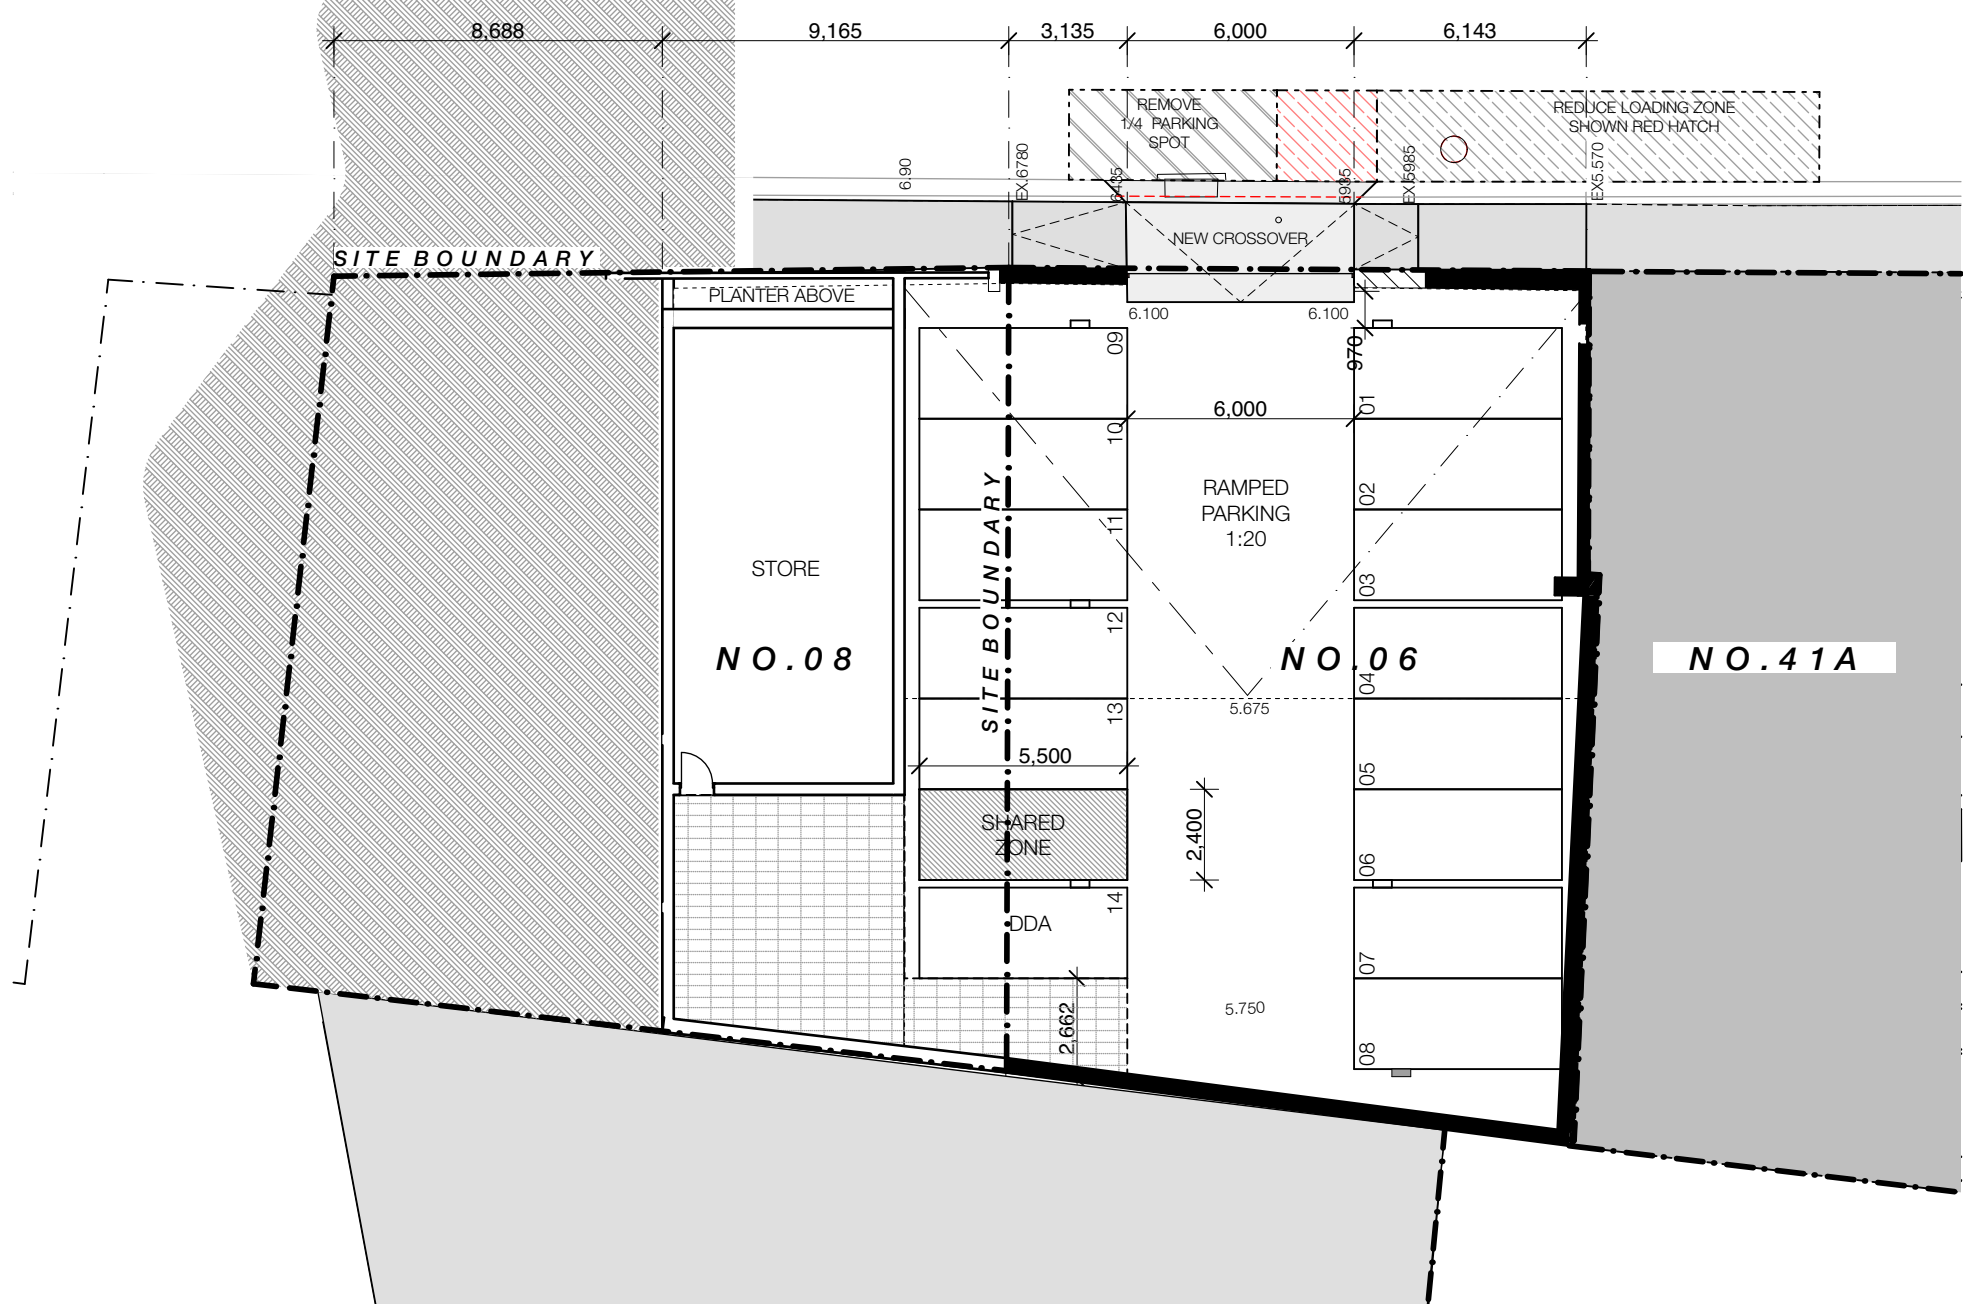 8,688
9,165
3,135
6,000
6,143
REMOVE
1/4 PARKING
SPOT
REDUCE LOADING ZONE
SHOWN RED HATCH
6.90
EX.6780
6435
5935
EX.5985
EX5.570
NEW CROSSOVER
SITE BOUNDARY
PLANTER ABOVE
6.100
6.100
970
09
01
6,000
10
02
RAMPED
PARKING
1:20
11
03
STORE
SITE BOUNDARY
12
04
NO.08
NO.06
NO.41A
13
5.675
5,500
05
SHARED
ZONE
2,400
06
14
DDA
07
2,662
5.750
08